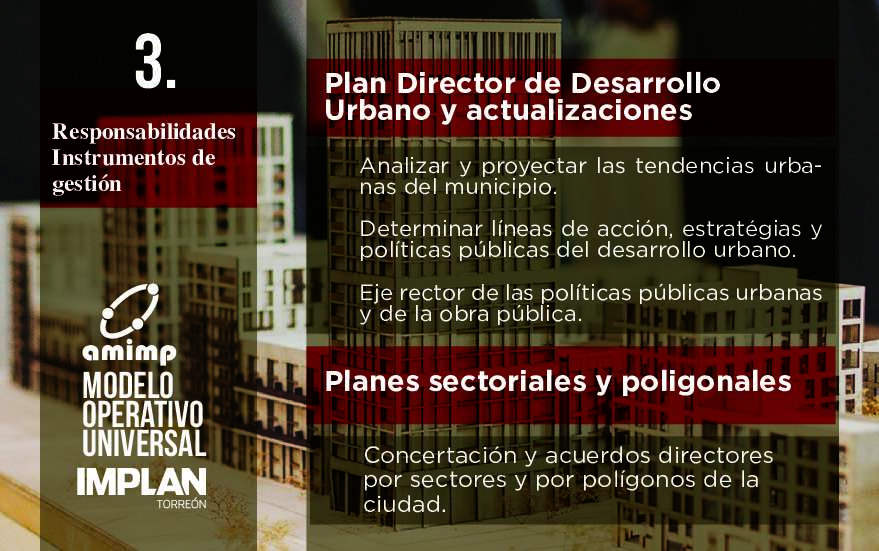 3.
Responsabilidades
Instrumentos de
gestión
amimp
MODELO
OPERATIVO
UNIVERSAL
IMPLAN
TORREÓN
Plan Director de Desarrollo
Urbano y actualizaciones
Analizar y proyectar las tendencias urba-
nas del municipio.
Determinar líneas de acción, estratégias y
políticas públicas del desarrollo urbano.
Eje rector de las políticas públicas urbanas
y de la obra pública.
Planes sectoriales y poligonales
Concertación y acuerdos directores
por sectores y por polígonos de la
ciudad.